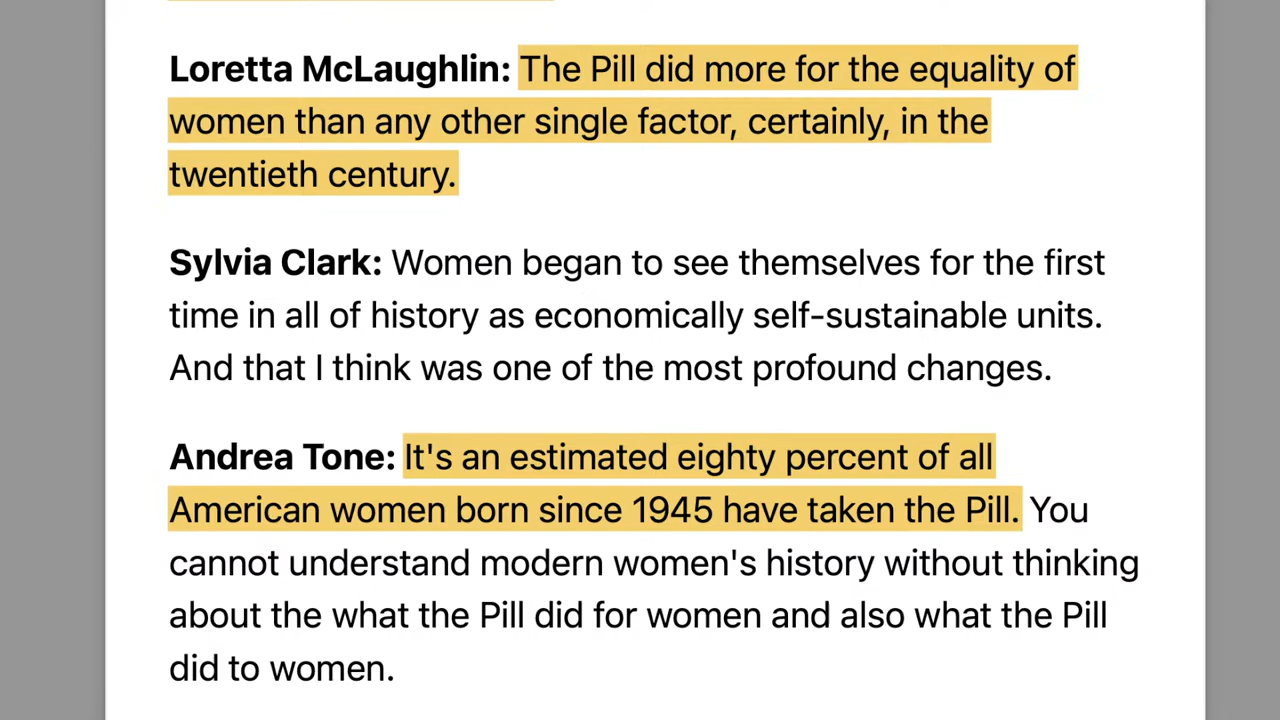 Loretta McLaughlin: The Pill did more for the equality of
women than any other single factor, certainly, in the
twentieth century.
Sylvia Clark: Women began to see themselves for the first
time in all of history as economically self-sustainable units.
And that I think was one of the most profound changes.
Andrea Tone: It's an estimated eighty percent of all
American women born since 1945 have taken the Pill. You
cannot understand modern women's history without thinking
about the what the Pill did for women and also what the Pill
did to women.